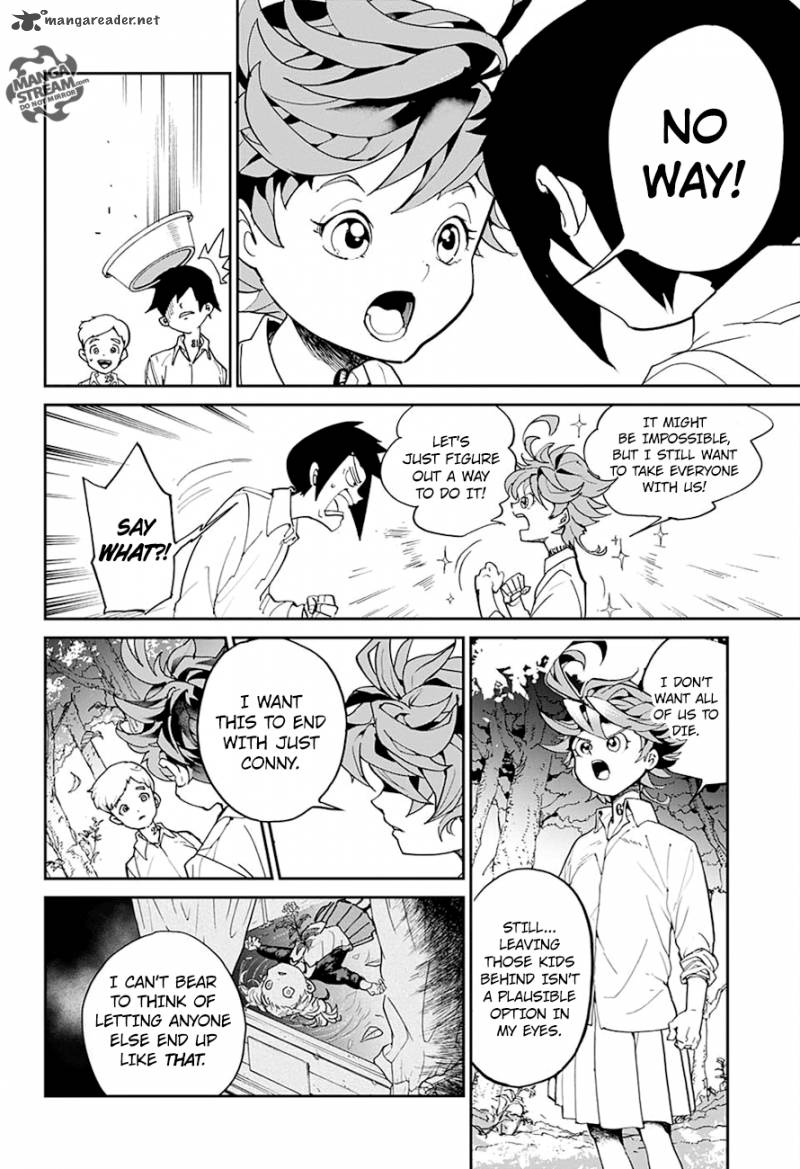 mangareader.net
MANGA
STREAM.com
DO NOT MIRROR
NO
WAY!
81
IT MIGHT
BE IMPOSSIBLE,
BUT I STILL WANT
TO TAKE EVERYONE
WITH US!
LET'S
JUST FIGURE
OUT A WAY
TO DO IT!
SAY
WHAT?!
I DON'T
WANT ALL
OF US TO
DIE.
6
STILL...
LEAVING
THOSE KIDS
BEHIND ISN'T
A PLAUSIBLE
OPTION IN
MY EYES.
I WANT
THIS TO END
WITH JUST
CONNY.
I CAN'T BEAR
TO THINK OF
LETTING ANYONE
ELSE END UP
LIKE THAT.